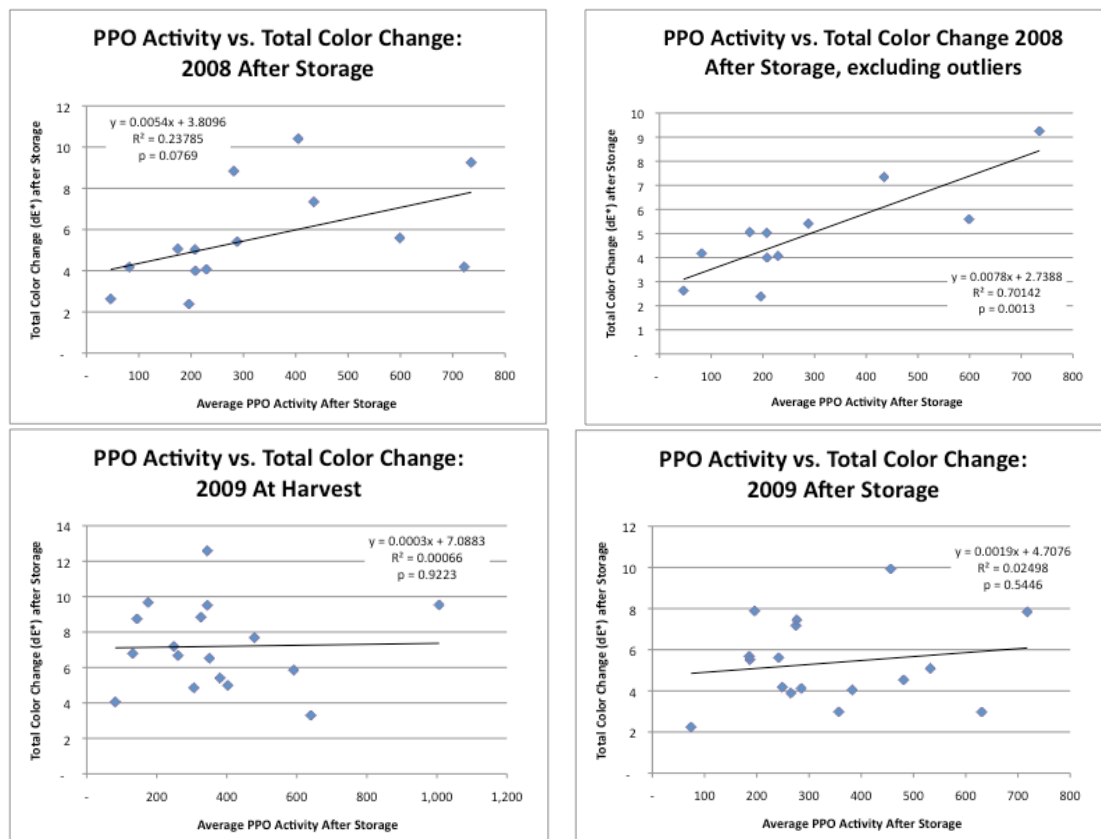 PPO Activity vs. Total Color Change:
2008 After Storage
Total Color Change (dE*) after Storage
12
10
8
6
4
2
-
y = 0.0054x + 3.8096
R² = 0.23785
p = 0.0769
- 100 200 300 400 500 600 700 800
Average PPO Activity After Storage
PPO Activity vs. Total Color Change 2008
After Storage, excluding outliers
Total Color Change (dE*) after Storage
10
9
8
7
6
5
4
3
2
1
-
y = 0.0078x + 2.7388
R² = 0.70142
p = 0.0013
- 100 200 300 400 500 600 700 800
Average PPO Activity After Storage
PPO Activity vs. Total Color Change:
2009 At Harvest
Total Color Change (dE*) after Storage
14
12
10
8
6
4
2
-
y = 0.0003x + 7.0883
R² = 0.00066
p = 0.9223
- 200 400 600 800 1,000 1,200
Average PPO Activity After Storage
PPO Activity vs. Total Color Change:
2009 After Storage
Total Color Change (dE*) after Storage
12
10
8
6
4
2
-
y = 0.0019x + 4.7076
R² = 0.02498
p = 0.5446
- 100 200 300 400 500 600 700 800
Average PPO Activity After Storage